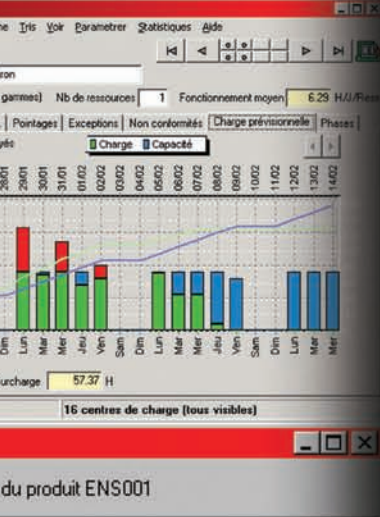 Tris Voir Parametrer Statistiques Aide
ron
gammes) Nb de ressources 1 Fonctionnement moyen 6.29 H/J/Ress
Pointages Exceptions Non conformités Charge prévisionnelle Phases
yés Charge Capacité
28/01 29/01 30/01 31/01 01/02 02/02 03/02 04/02 05/02 06/02 07/02 08/02 09/02 10/02 11/02 12/02 13/02 14/02
Dim Lun Mar Mer Jeu Ven Sam Dim Lun Mar Mer Jeu Ven Sam Dim Lun Mar Mer
urcharge 57.37 H
16 centres de charge (tous visibles)
du produit ENS001